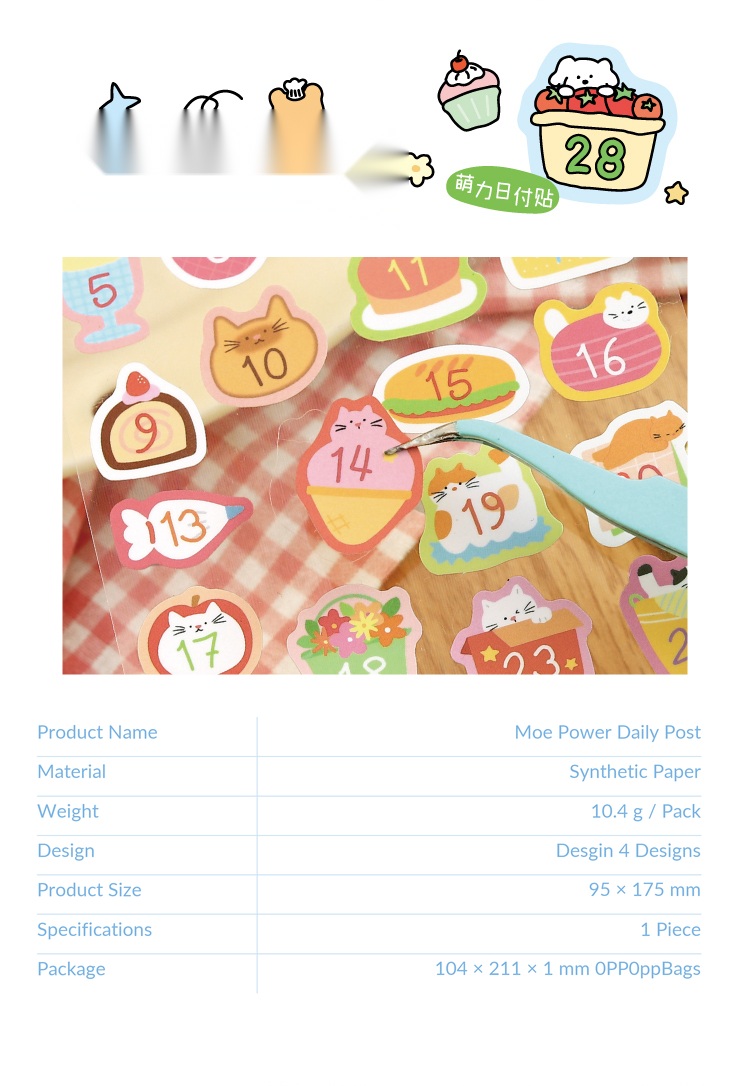 28
萌力日付贴
5
11
10
16
15
9
14
13
19
17
18
23
Product Name Moe Power Daily Post
Material Synthetic Paper
Weight 10.4 g / Pack
Design Desgin 4 Designs
Product Size 95 × 175 mm
Specifications 1 Piece
Package 104 × 211 × 1 mm 0PP0ppBags